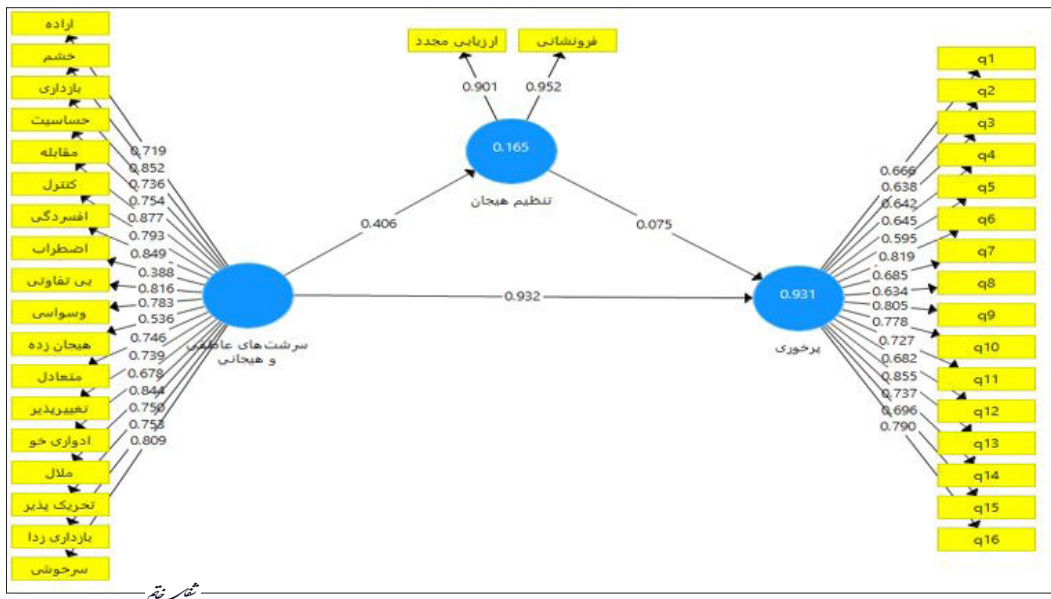 اراده
خشم
بازداری
حساسیت
مقابله
کنترل
افسردگی
اضطراب
بی تفاوتی
وسواسی
هیجان زده
متعادل
تغییرپذیر
ادواری خو
ملال
تحریک پذیر
بازداری زدا
سرخوشی
0.719
0.852
0.736
0.754
0.877
0.793
0.849
0.388
0.816
0.783
0.536
0.746
0.739
0.678
0.844
0.750
0.753
0.809
سرشت های عاطفی
و هیجانی
ارزیابی مجدد
فرونشانی
0.901
0.952
0.165
تنظیم هیجان
0.406
0.075
0.932
0.931
پرخوری
0.666
0.638
0.642
0.645
0.595
0.819
0.685
0.634
0.805
0.778
0.727
0.682
0.855
0.737
0.696
0.790
q1
q2
q3
q4
q5
q6
q7
q8
q9
q10
q11
q12
q13
q14
q15
q16